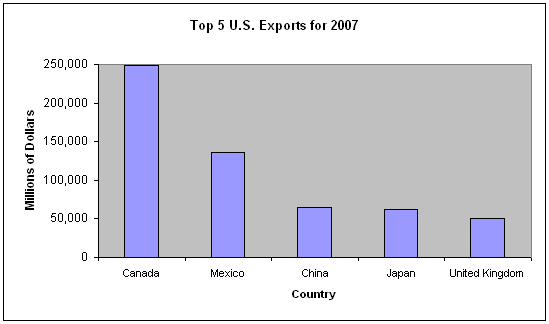 Top 5 U.S. Exports for 2007
250,000
200,000
150,000
100,000
50,000
0
Millions of Dollars
Canada
Mexico
China
Japan
United Kingdom
Country